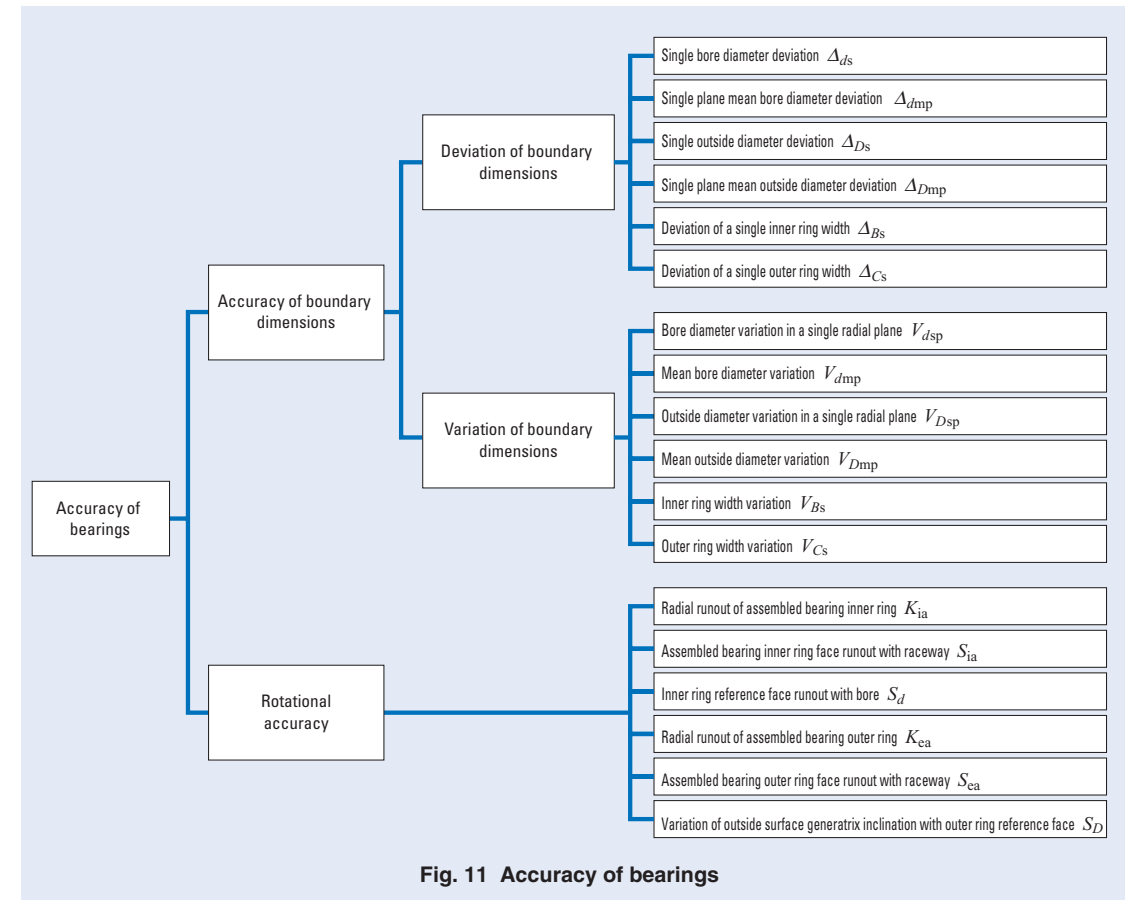 Accuracy of
bearings
Accuracy of boundary
dimensions
Deviation of boundary
dimensions
Single bore diameter deviation Δds
Single plane mean bore diameter deviation Δdmp
Single outside diameter deviation ΔDs
Single plane mean outside diameter deviation ΔDmp
Deviation of a single inner ring width ΔBs
Deviation of a single outer ring width ΔCs
Variation of boundary
dimensions
Bore diameter variation in a single radial plane Vdsp
Mean bore diameter variation Vdmp
Outside diameter variation in a single radial plane VDsp
Mean outside diameter variation VDmp
Inner ring width variation VBs
Outer ring width variation VCs
Rotational
accuracy
Radial runout of assembled bearing inner ring Kia
Assembled bearing inner ring face runout with raceway Sia
Inner ring reference face runout with bore Sd
Radial runout of assembled bearing outer ring Kea
Assembled bearing outer ring face runout with raceway Sea
Variation of outside surface generatrix inclination with outer ring reference face SD
Fig. 11 Accuracy of bearings